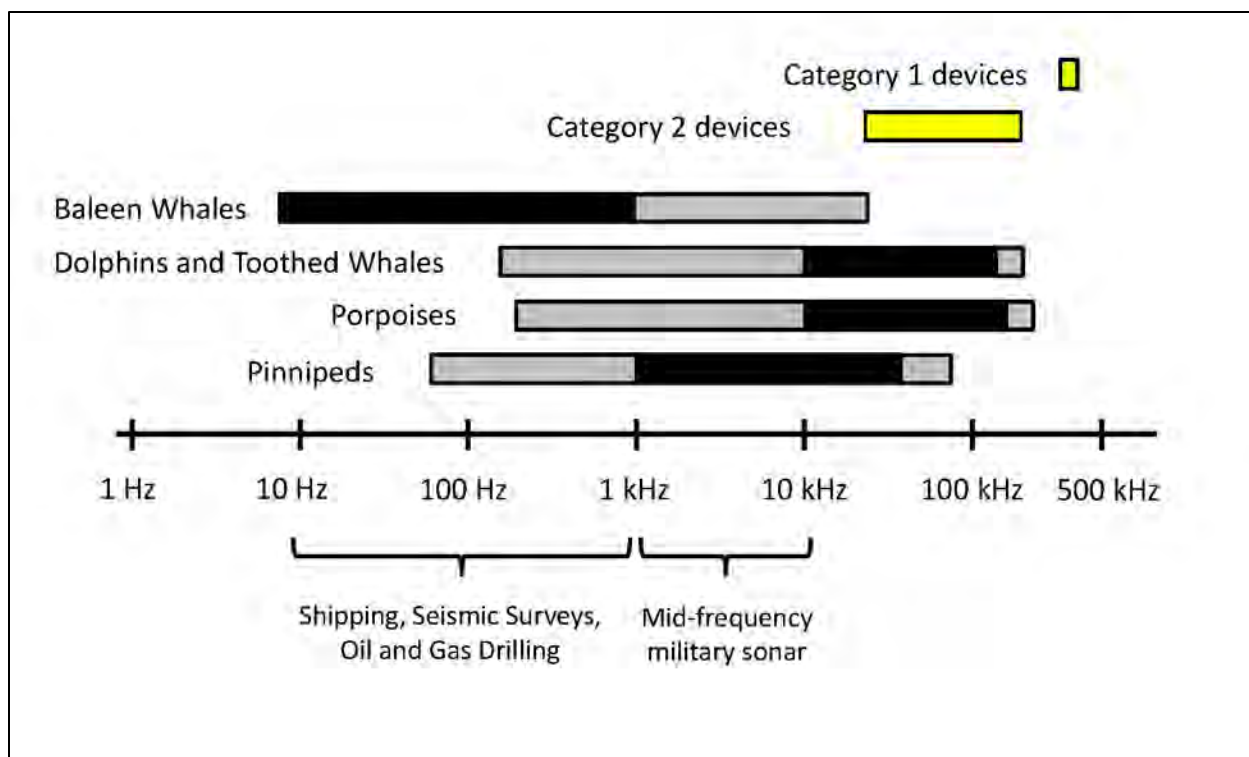 Category 1 devices
Category 2 devices
Baleen Whales
Dolphins and Toothed Whales
Porpoises
Pinnipeds
1 Hz 10 Hz 100 Hz 1 kHz 10 kHz 100 kHz 500 kHz
Shipping, Seismic Surveys,
Oil and Gas Drilling
Mid-frequency
military sonar